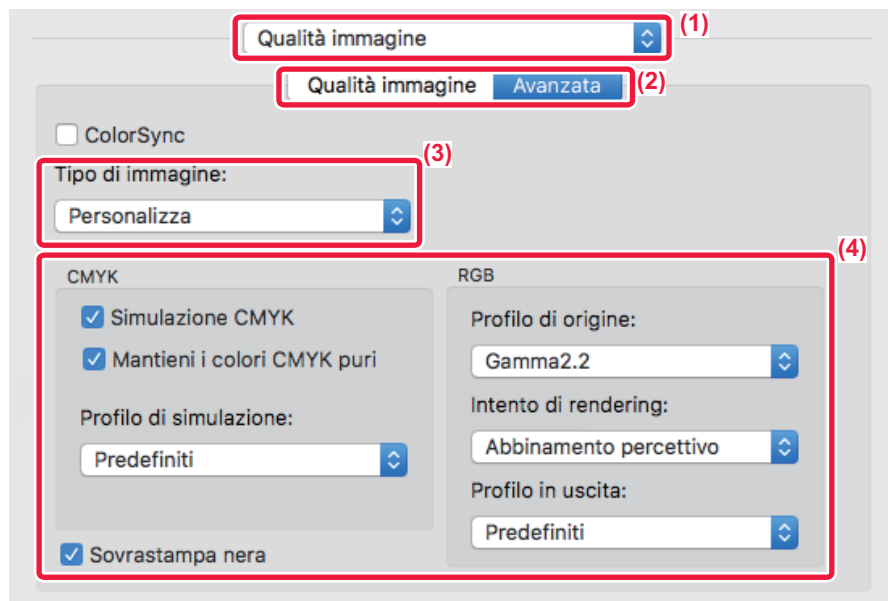 Qualità immagine
(1)
Qualità immagine Avanzata
(2)
ColorSync
(3)
Tipo di immagine:
Personalizza
(4)
CMYK
Simulazione CMYK
Mantieni i colori CMYK puri
Profilo di simulazione:
Predefiniti
Sovrastampa nera
RGB
Profilo di origine:
Gamma2.2
Intento di rendering:
Abbinamento percettivo
Profilo in uscita:
Predefiniti